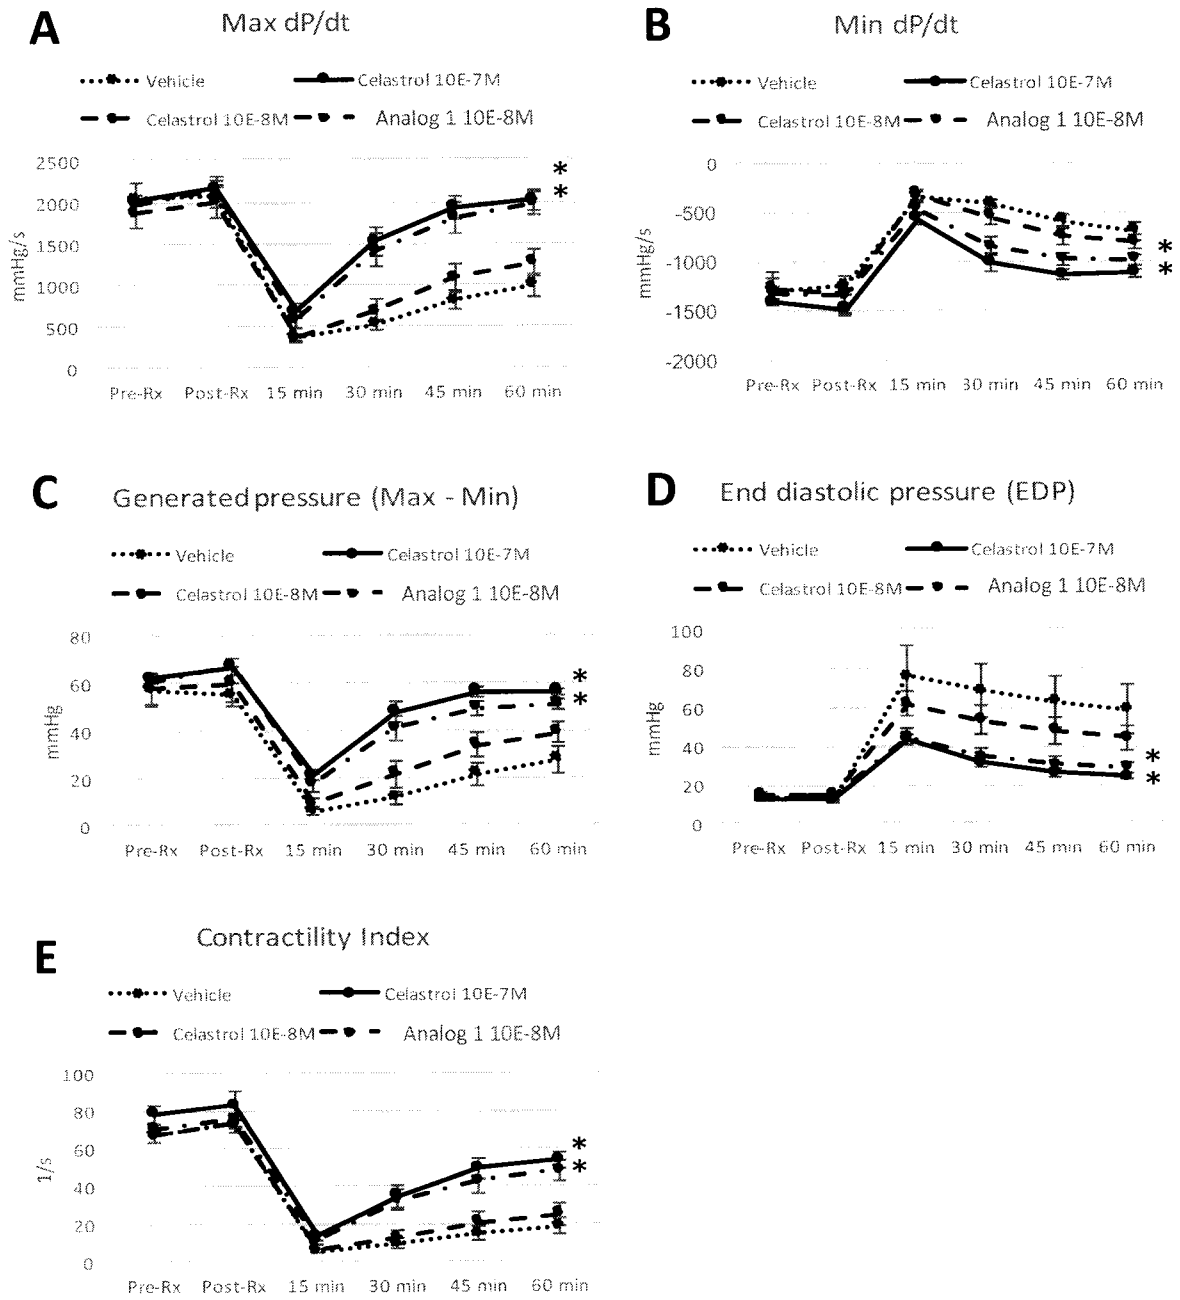 A
Max dP/dt
Vehicle
Celastrol 10E-7M
Celastrol 10E-8M
Analog 1 10E-8M
2500
2000
1500
1000
500
0
mmHg/s
*
*
Pre-Rx Post-Rx 15 min 30 min 45 min 60 min
B
Min dP/dt
Vehicle
Celastrol 10E-7M
Celastrol 10E-8M
Analog 1 10E-8M
0
-500
-1000
-1500
-2000
mmHg/s
*
*
Pre-Rx Post-Rx 15 min 30 min 45 min 60 min
C
Generated pressure (Max - Min)
Vehicle
Celastrol 10E-7M
Celastrol 10E-8M
Analog 1 10E-8M
80
60
40
20
0
mmHg
*
*
Pre-Rx Post-Rx 15 min 30 min 45 min 60 min
D
End diastolic pressure (EDP)
Vehicle
Celastrol 10E-7M
Celastrol 10E-8M
Analog 1 10E-8M
100
80
60
40
20
0
mmHg
*
*
Pre-Rx Post-Rx 15 min 30 min 45 min 60 min
E
Contractility Index
Vehicle
Celastrol 10E-7M
Celastrol 10E-8M
Analog 1 10E-8M
100
80
60
40
20
0
1/s
*
*
Pre-Rx Post-Rx 15 min 30 min 45 min 60 min